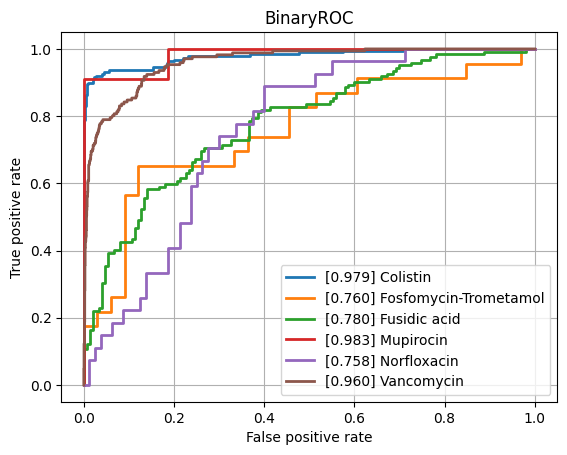 BinaryROC
True positive rate
1.0
0.8
0.6
0.4
0.2
0.0
[0.979] Colistin
[0.760] Fosfomycin-Trometamol
[0.780] Fusidic acid
[0.983] Mupirocin
[0.758] Norfloxacin
[0.960] Vancomycin
0.0 0.2 0.4 0.6 0.8 1.0
False positive rate